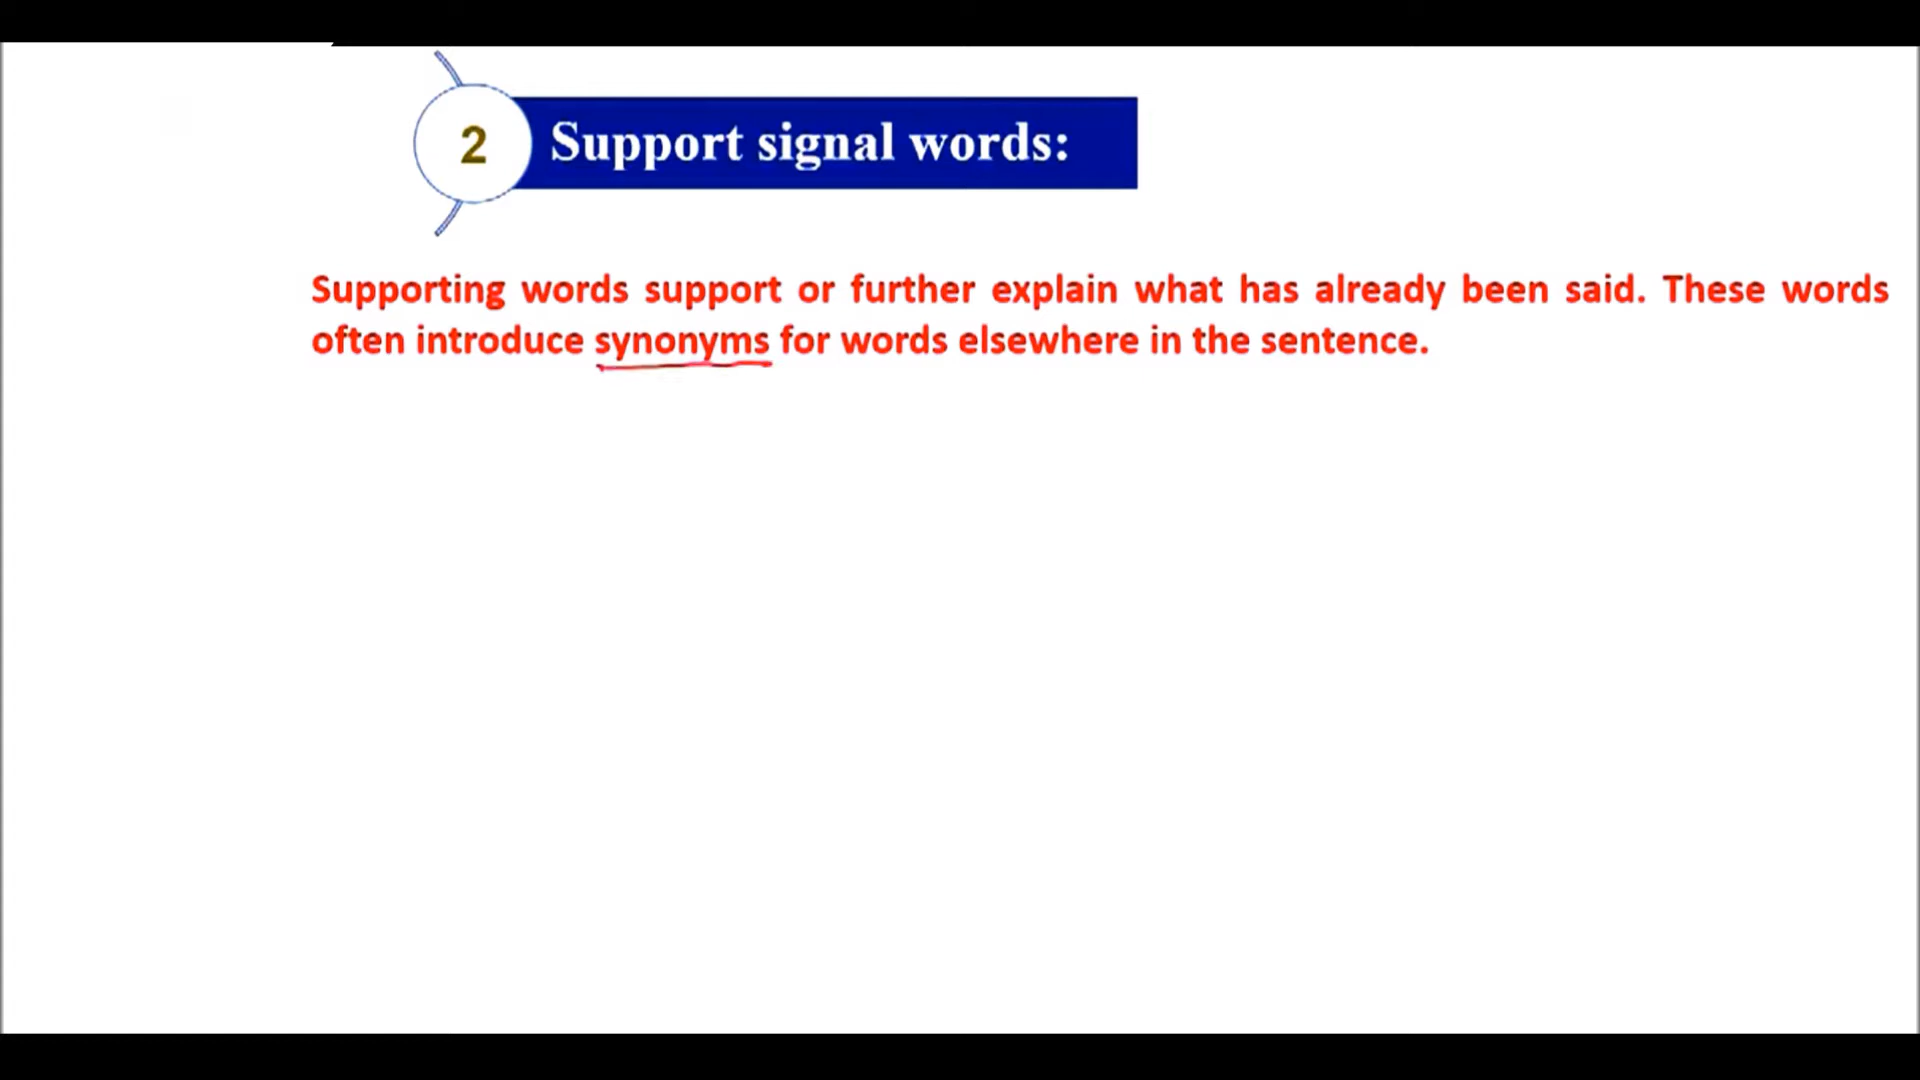 2
Support signal words:
Supporting words support or further explain what has already been said. These words
often introduce synonyms for words elsewhere in the sentence.